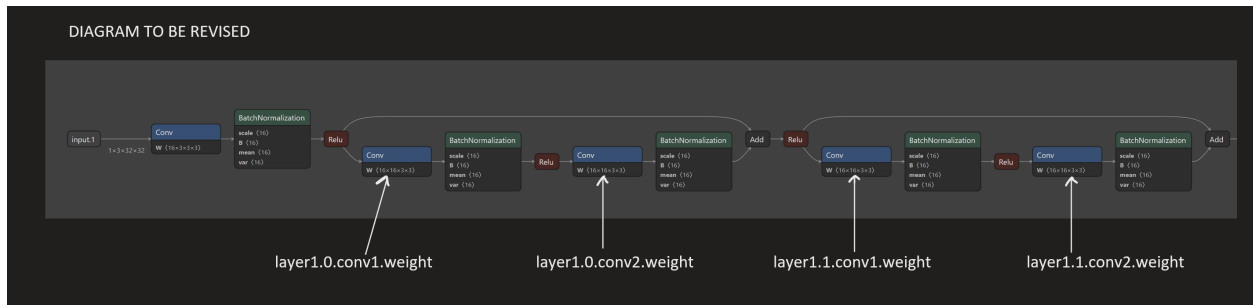 DIAGRAM TO BE REVISED
input.1
1×3×32×32
Conv
W ⟨16×3×3×3⟩
BatchNormalization
scale ⟨16⟩
B ⟨16⟩
mean ⟨16⟩
var ⟨16⟩
Relu
Conv
W ⟨16×16×3×3⟩
BatchNormalization
scale ⟨16⟩
B ⟨16⟩
mean ⟨16⟩
var ⟨16⟩
Relu
Conv
W ⟨16×16×3×3⟩
BatchNormalization
scale ⟨16⟩
B ⟨16⟩
mean ⟨16⟩
var ⟨16⟩
Add
Relu
Conv
W ⟨16×16×3×3⟩
BatchNormalization
scale ⟨16⟩
B ⟨16⟩
mean ⟨16⟩
var ⟨16⟩
Relu
Conv
W ⟨16×16×3×3⟩
BatchNormalization
scale ⟨16⟩
B ⟨16⟩
mean ⟨16⟩
var ⟨16⟩
Add
layer1.0.conv1.weight
layer1.0.conv2.weight
layer1.1.conv1.weight
layer1.1.conv2.weight